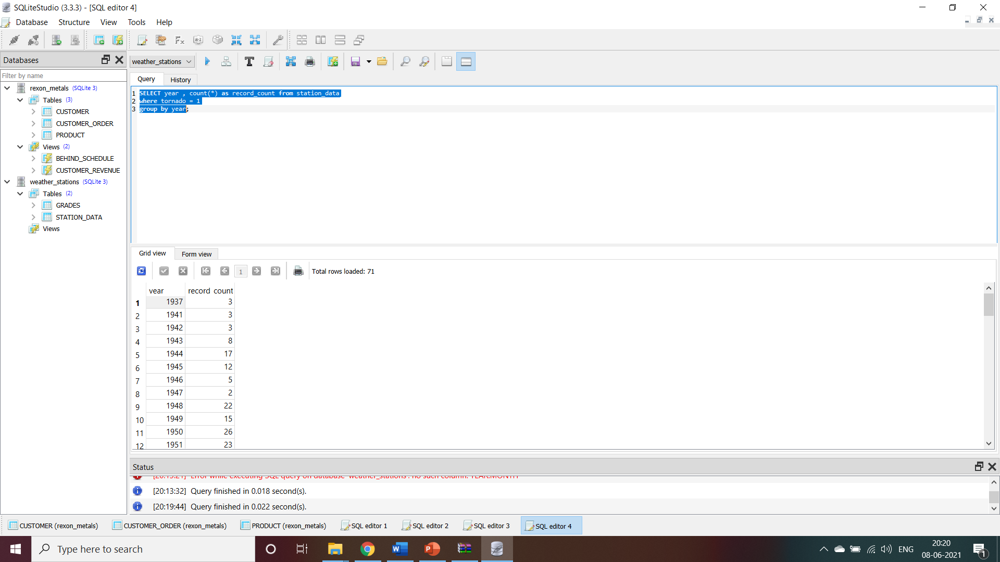 SQLiteStudio (3.3.3) - [SQL editor 4]
Database Structure View Tools Help
Databases
Filter by name
rexon_metals (SQLite 3)
Tables (3)
CUSTOMER
CUSTOMER_ORDER
PRODUCT
Views (2)
BEHIND_SCHEDULE
CUSTOMER_REVENUE
weather_stations (SQLite 3)
Tables (2)
GRADES
STATION_DATA
Views
weather_stations
Query History
1 SELECT year , count(*) as record_count from station_data
2 where tornado = 1
3 group by year;
Grid view Form view
1 Total rows loaded: 71
year record_count
1 1937 3
2 1941 3
3 1942 3
4 1943 8
5 1944 17
6 1945 12
7 1946 5
8 1947 2
9 1948 22
10 1949 15
11 1950 26
12 1951 23
Status
[20:13:21] Error while executing SQL query on database 'weather_stations': no such column: YEAR.MONTH
[20:13:32] Query finished in 0.018 second(s).
[20:19:44] Query finished in 0.022 second(s).
CUSTOMER (rexon_metals) CUSTOMER_ORDER (rexon_metals) PRODUCT (rexon_metals) SQL editor 1 SQL editor 2 SQL editor 3 SQL editor 4
Type here to search
ENG
20:20
08-06-2021
1